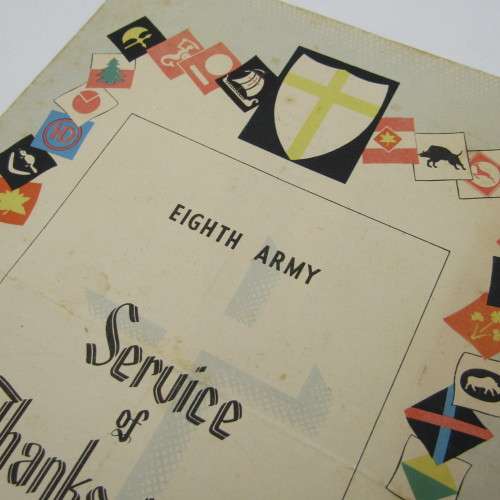 EIGHTH ARMY
Service
of
Thanks